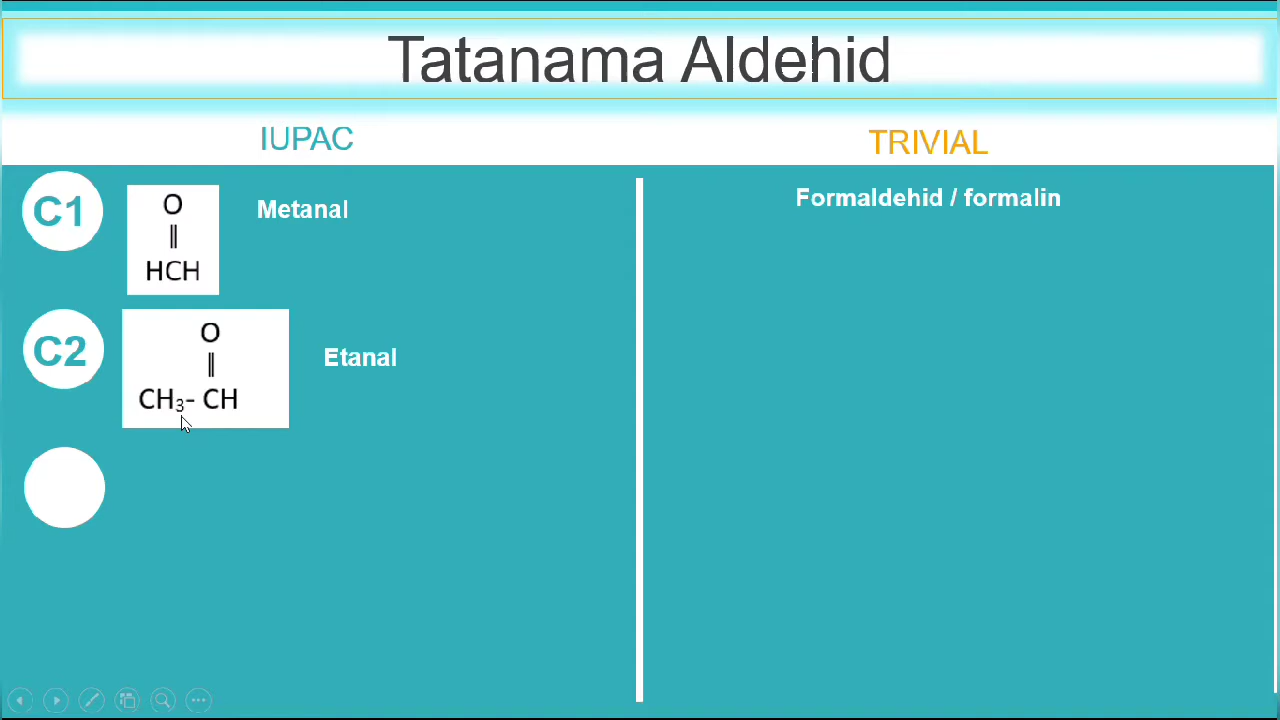 Tatanama Aldehid
IUPAC
TRIVIAL
C1
O
||
HCH
Metanal
Formaldehid / formalin
C2
O
||
CH₃- CH
Etanal